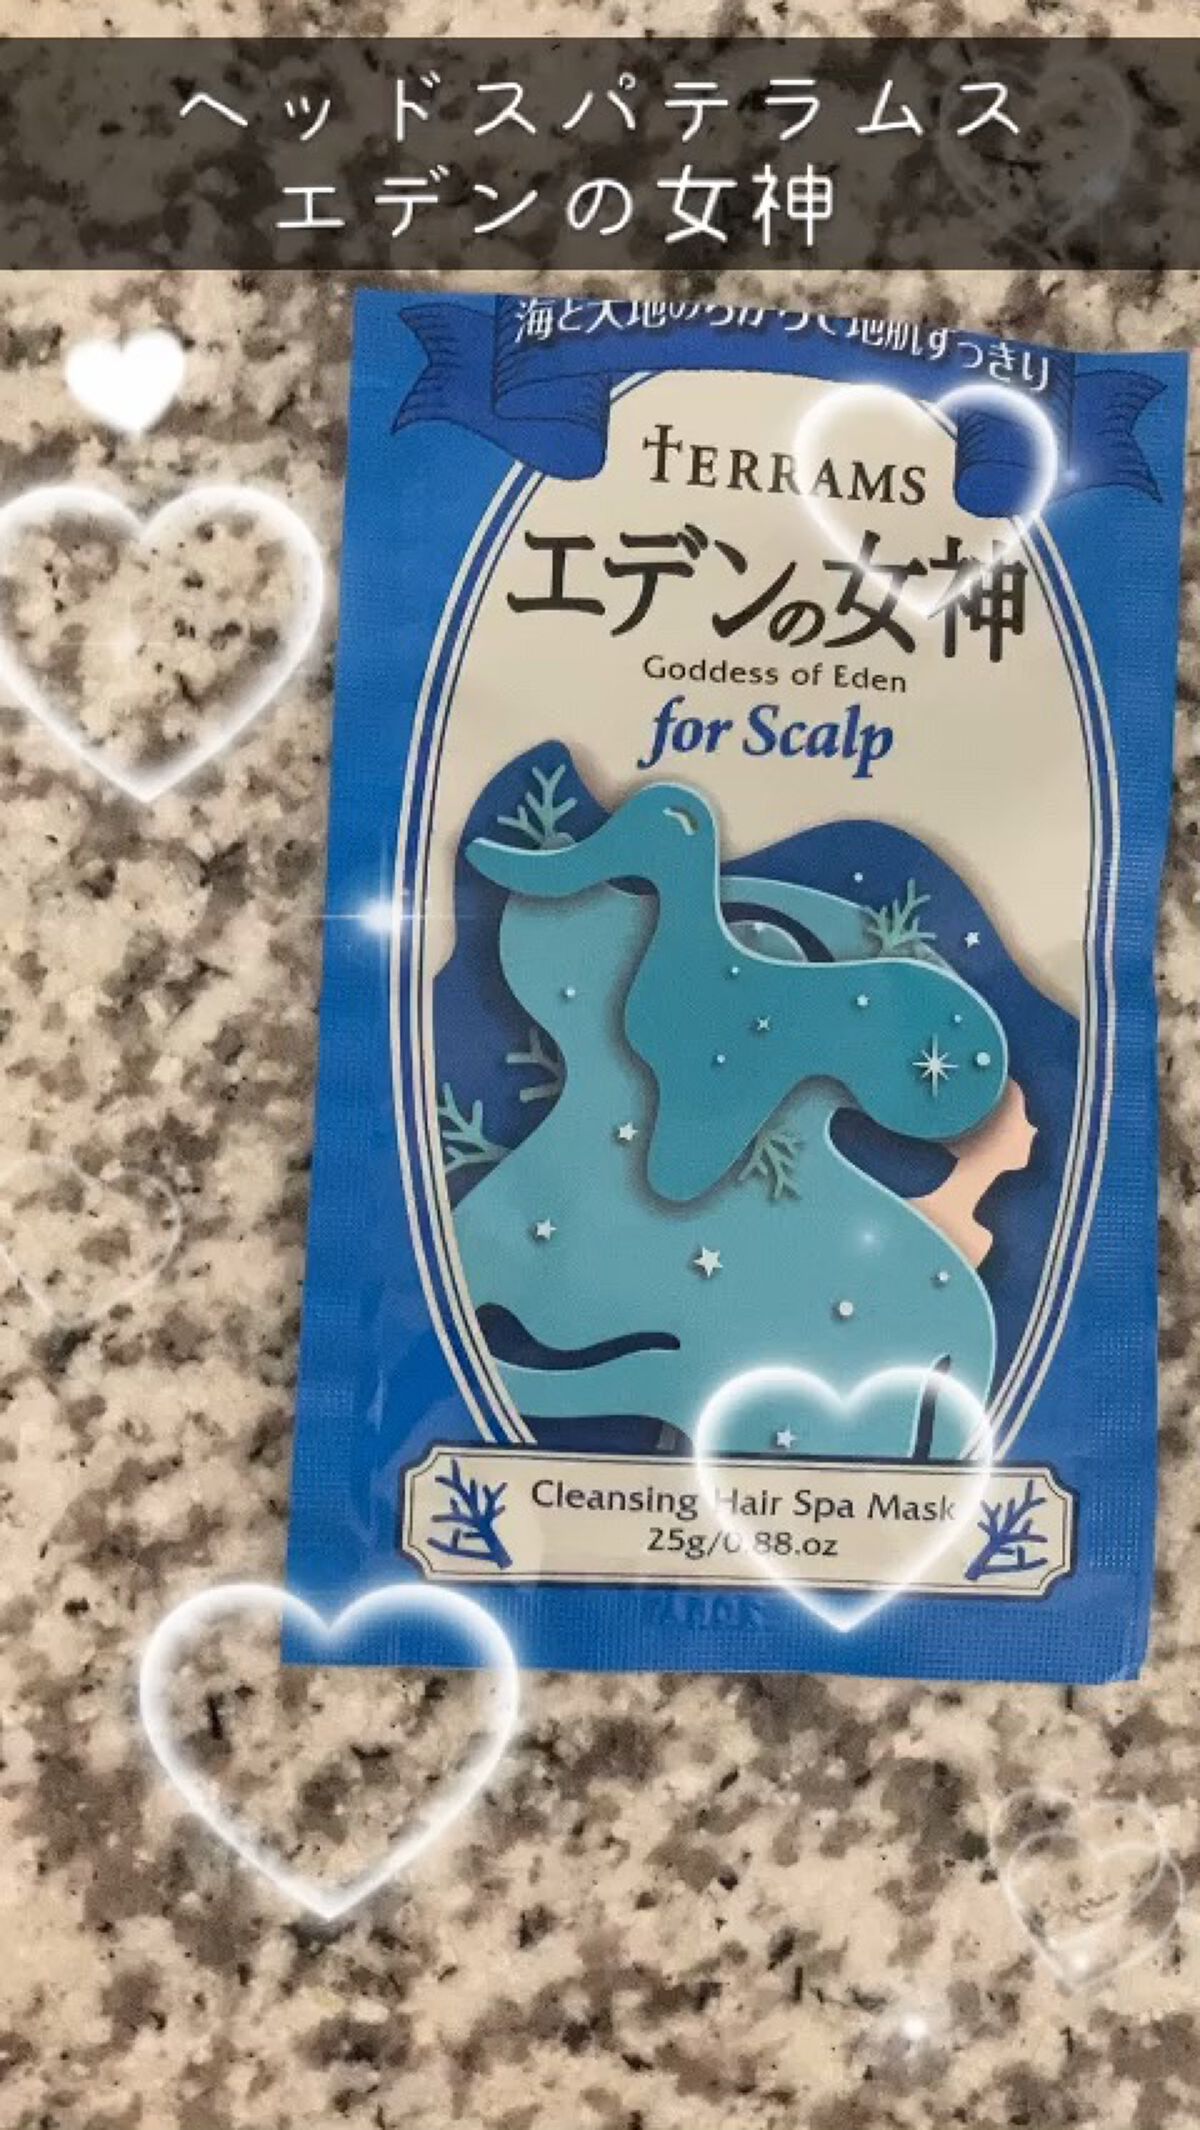 ヘッドスパテラムス
エデンの女神
海と大地のちからで地肌すっきり
TERRAMS
エデンの女神
Goddess of Eden
for Scalp
Cleansing Hair Spa Mask
25g/0.88.oz